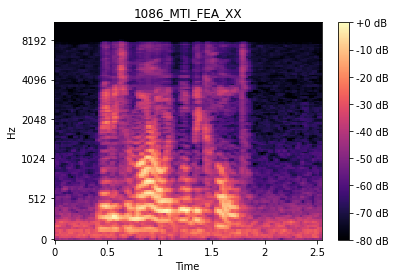 1086_MTI_FEA_XX
Hz
8192
4096
2048
1024
512
0
0
0.5
1
1.5
2
2.5
Time
+0 dB
-10 dB
-20 dB
-30 dB
-40 dB
-50 dB
-60 dB
-70 dB
-80 dB